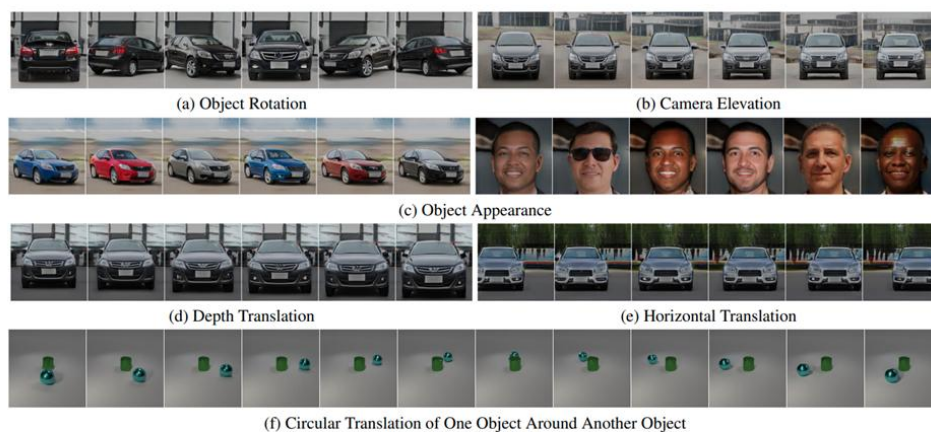 (a) Object Rotation
(b) Camera Elevation
(c) Object Appearance
(d) Depth Translation
(e) Horizontal Translation
(f) Circular Translation of One Object Around Another Object